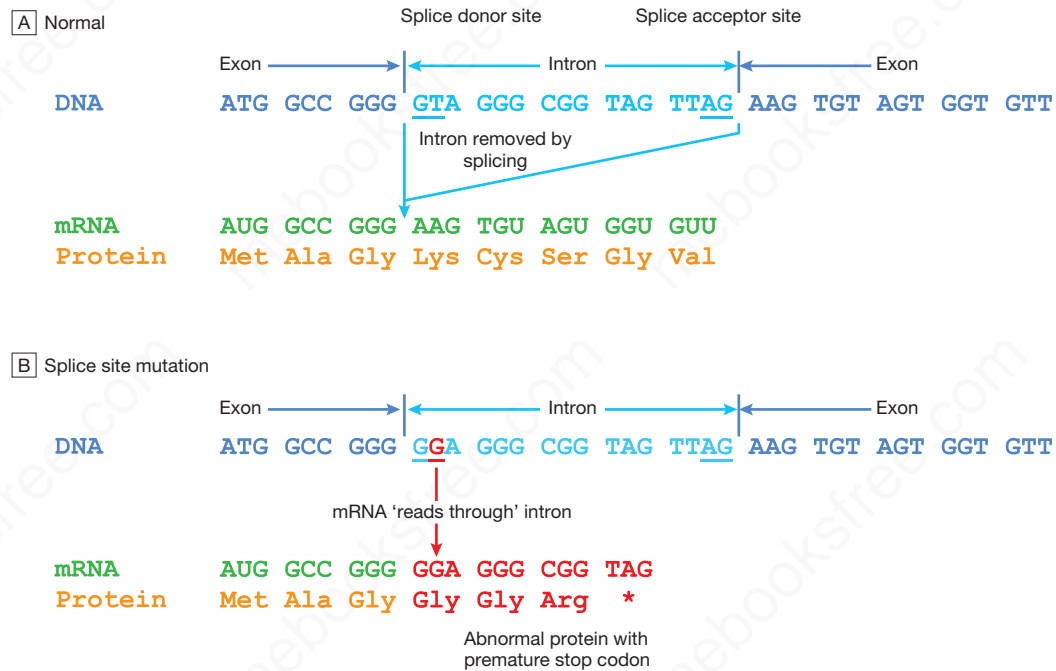 A Normal
Splice donor site Splice acceptor site
Exon Intron Exon
DNA ATG GCC GGG GTA GGG CGG TAG TTAG AAG TGT AGT GGT GTT
Intron removed by
splicing
mRNA AUG GCC GGG AAG TGU AGU GGU GUU
Protein Met Ala Gly Lys Cys Ser Gly Val
B Splice site mutation
Exon Intron Exon
DNA ATG GCC GGG GGA GGG CGG TAG TTAG AAG TGT AGT GGT GTT
mRNA ‘reads through’ intron
mRNA AUG GCC GGG GGA GGG CGG TAG
Protein Met Ala Gly Gly Gly Arg *
Abnormal protein with
premature stop codon